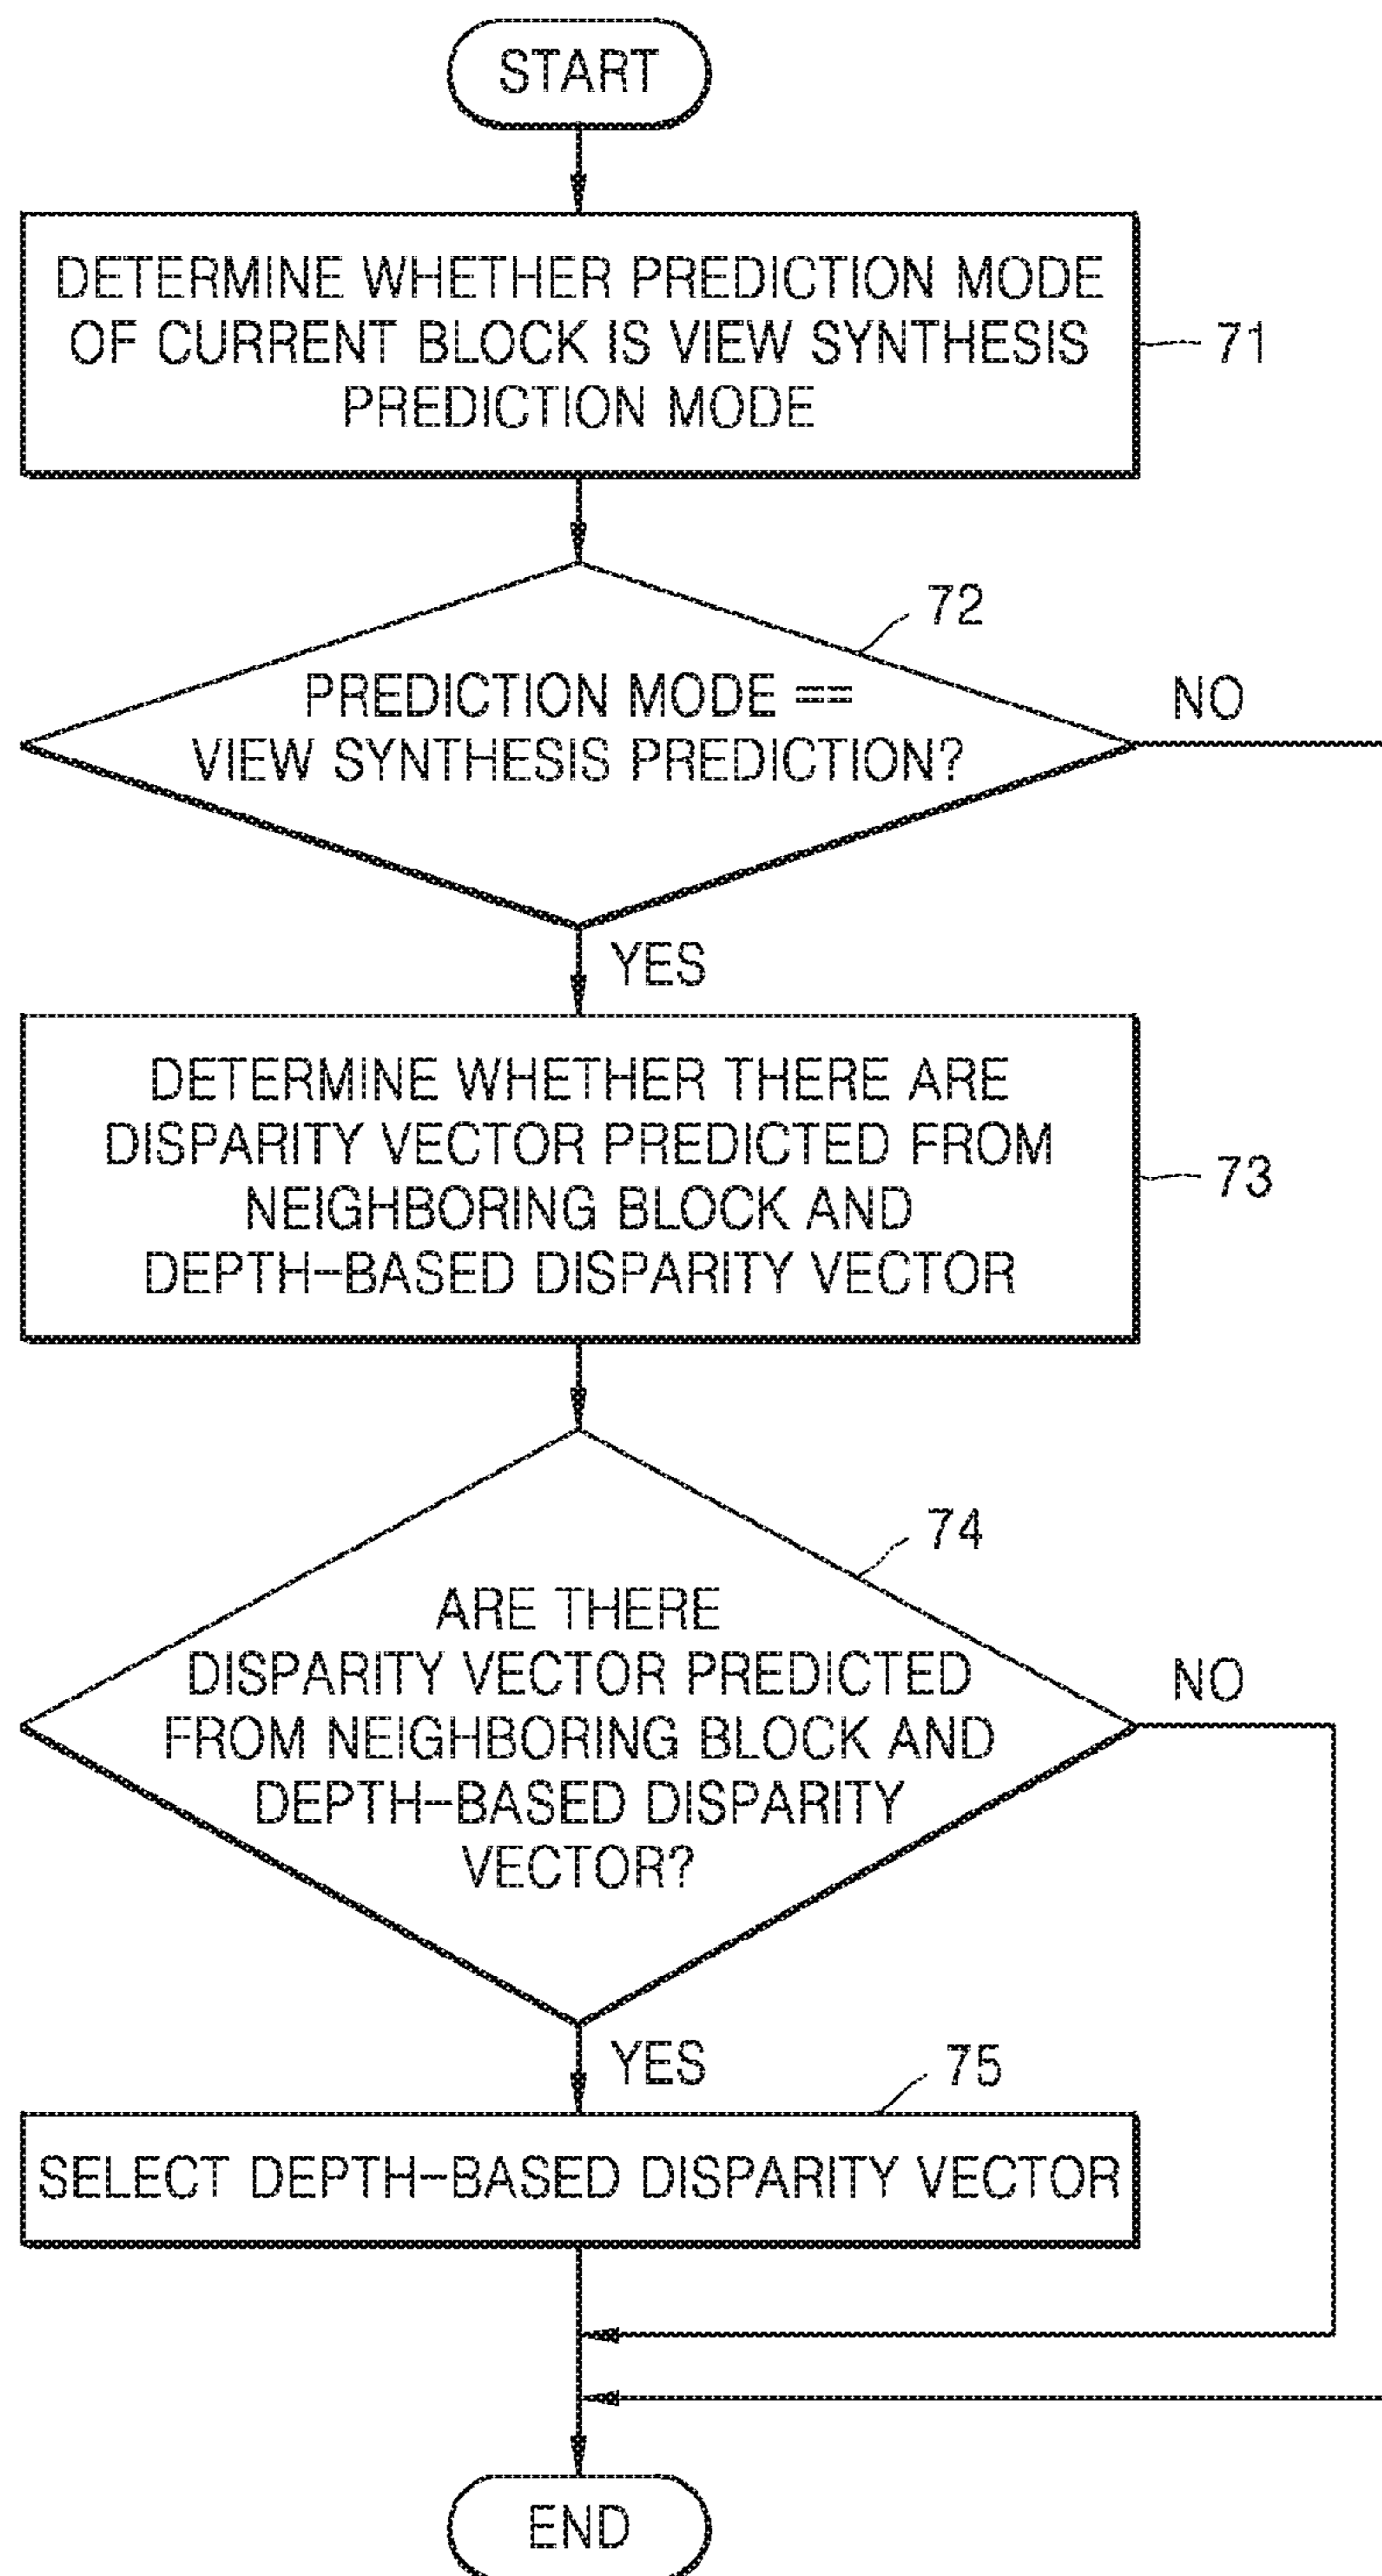 START
DETERMINE WHETHER PREDICTION MODE
OF CURRENT BLOCK IS VIEW SYNTHESIS
PREDICTION MODE
71
72
PREDICTION MODE ==
VIEW SYNTHESIS PREDICTION?
NO
YES
DETERMINE WHETHER THERE ARE
DISPARITY VECTOR PREDICTED FROM
NEIGHBORING BLOCK AND
DEPTH-BASED DISPARITY VECTOR
73
74
ARE THERE
DISPARITY VECTOR PREDICTED
FROM NEIGHBORING BLOCK AND
DEPTH-BASED DISPARITY
VECTOR?
NO
YES
75
SELECT DEPTH-BASED DISPARITY VECTOR
END